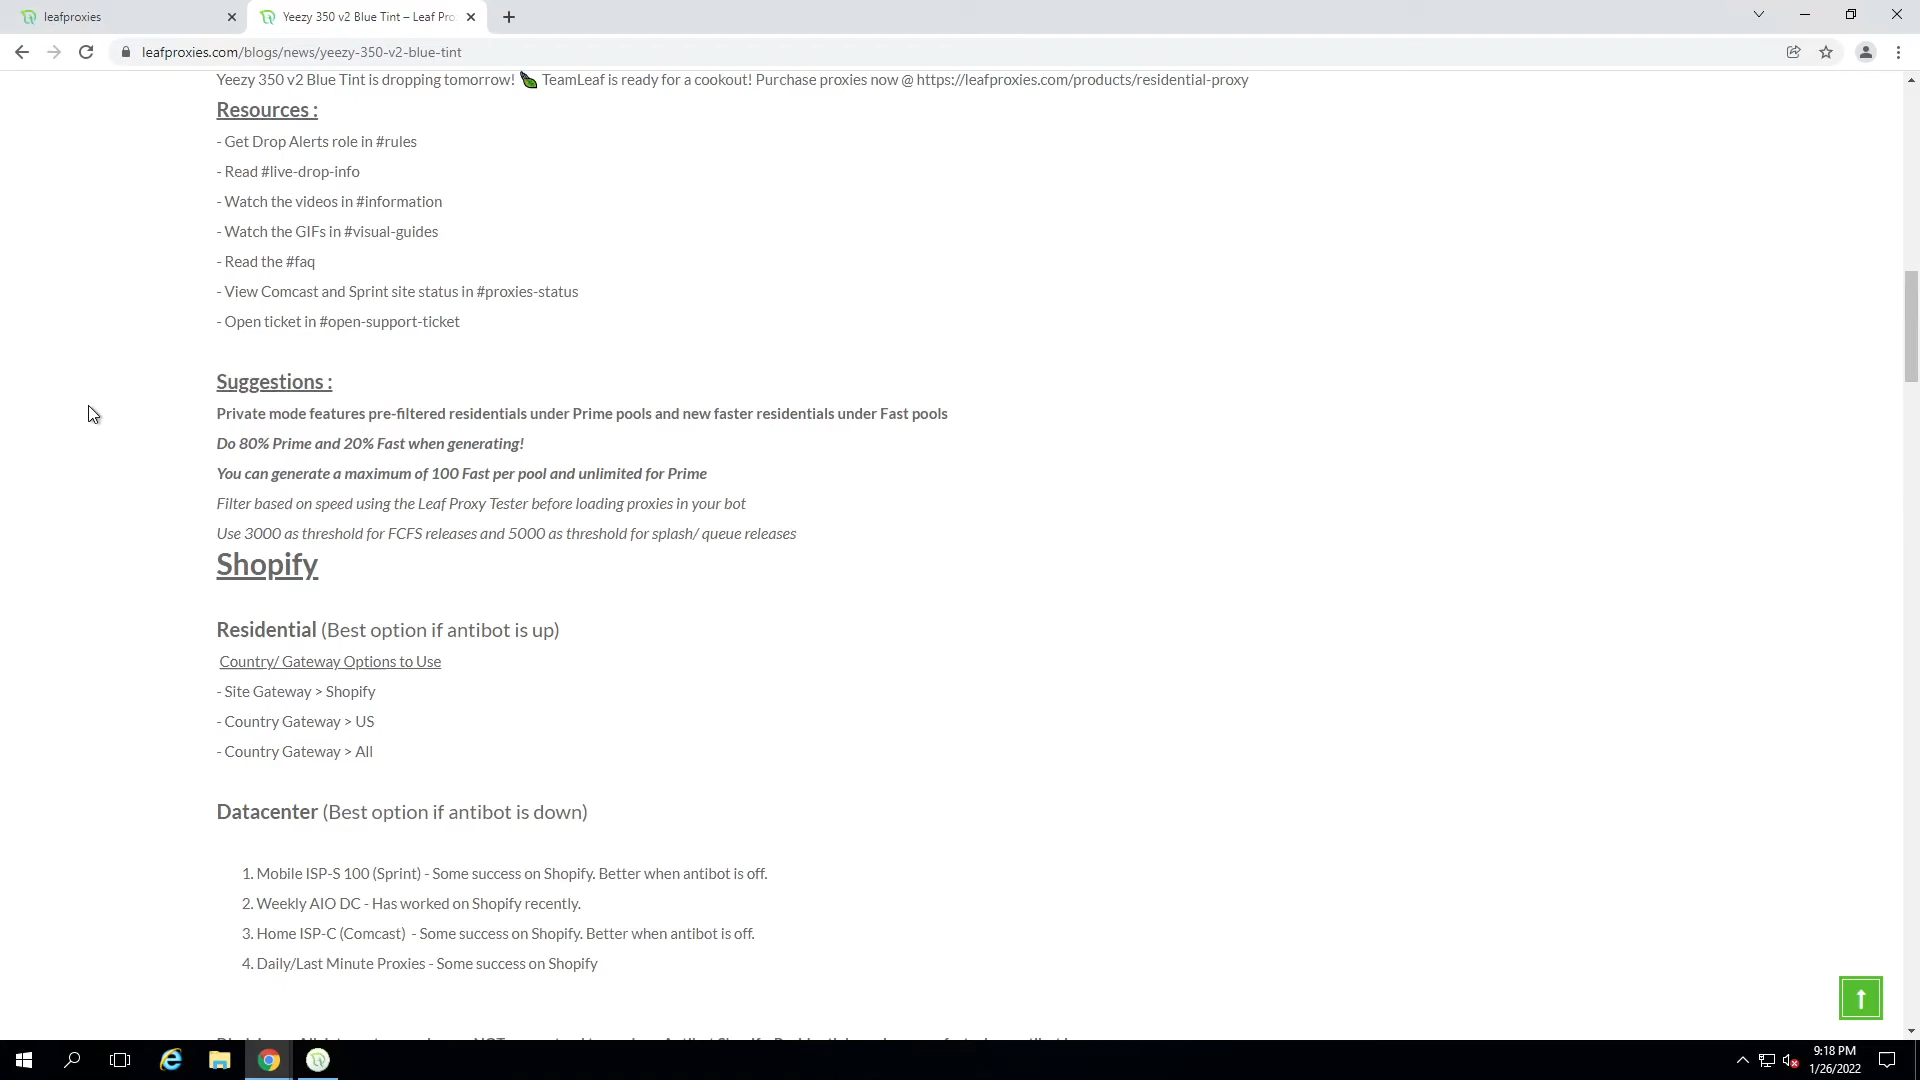 leafproxies
Yeezy 350 v2 Blue Tint – Leaf Pro
leafproxies.com/blogs/news/yeezy-350-v2-blue-tint
Yeezy 350 v2 Blue Tint is dropping tomorrow! TeamLeaf is ready for a cookout! Purchase proxies now @ https://leafproxies.com/products/residential-proxy
Resources :
- Get Drop Alerts role in #rules
- Read #live-drop-info
- Watch the videos in #information
- Watch the GIFs in #visual-guides
- Read the #faq
- View Comcast and Sprint site status in #proxies-status
- Open ticket in #open-support-ticket
Suggestions :
Private mode features pre-filtered residentials under Prime pools and new faster residentials under Fast pools
Do 80% Prime and 20% Fast when generating!
You can generate a maximum of 100 Fast per pool and unlimited for Prime
Filter based on speed using the Leaf Proxy Tester before loading proxies in your bot
Use 3000 as threshold for FCFS releases and 5000 as threshold for splash/ queue releases
Shopify
Residential (Best option if antibot is up)
Country/ Gateway Options to Use
- Site Gateway > Shopify
- Country Gateway > US
- Country Gateway > All
Datacenter (Best option if antibot is down)
1. Mobile ISP-S 100 (Sprint) - Some success on Shopify. Better when antibot is off.
2. Weekly AIO DC - Has worked on Shopify recently.
3. Home ISP-C (Comcast) - Some success on Shopify. Better when antibot is off.
4. Daily/Last Minute Proxies - Some success on Shopify
9:18 PM
1/26/2022